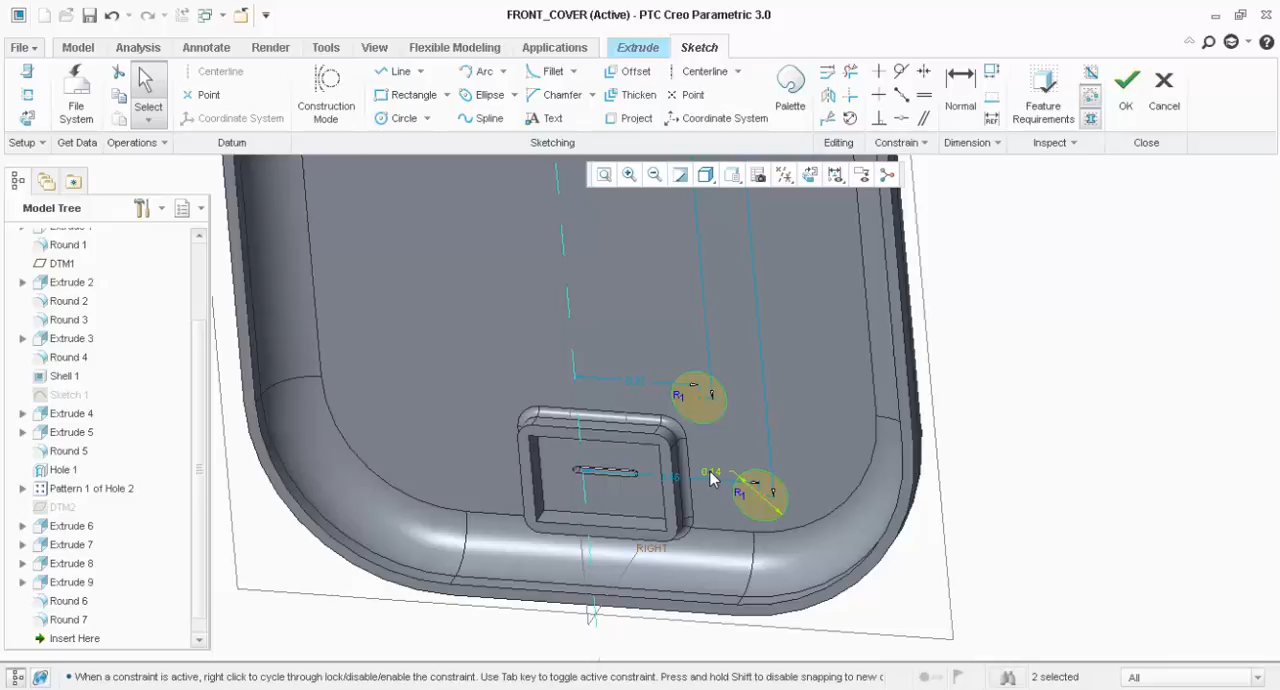 FRONT_COVER (Active) - PTC Creo Parametric 3.0
File Model Analysis Annotate Render Tools View Flexible Modeling Applications Extrude Sketch
File System
Select
Centerline
Point
Coordinate System
Construction Mode
Line Arc Fillet Offset Centerline
Rectangle Ellipse Chamfer Thicken Point
Circle Spline Text Project Coordinate System
Palette
Normal
REF
Feature Requirements
OK
Cancel
Setup Get Data Operations Datum Sketching Editing Constrain Dimension Inspect Close
Model Tree
Round 1
DTM1
Extrude 2
Round 2
Round 3
Extrude 3
Round 4
Shell 1
Sketch 1
Extrude 4
Extrude 5
Round 5
Hole 1
Pattern 1 of Hole 2
DTM2
Extrude 6
Extrude 7
Extrude 8
Extrude 9
Round 6
Round 7
Insert Here
R1
R1
RIGHT
When a constraint is active, right click to cycle through lock/disable/enable the constraint. Use Tab key to toggle active constraint. Press and hold Shift to disable snapping to new c
2 selected
All